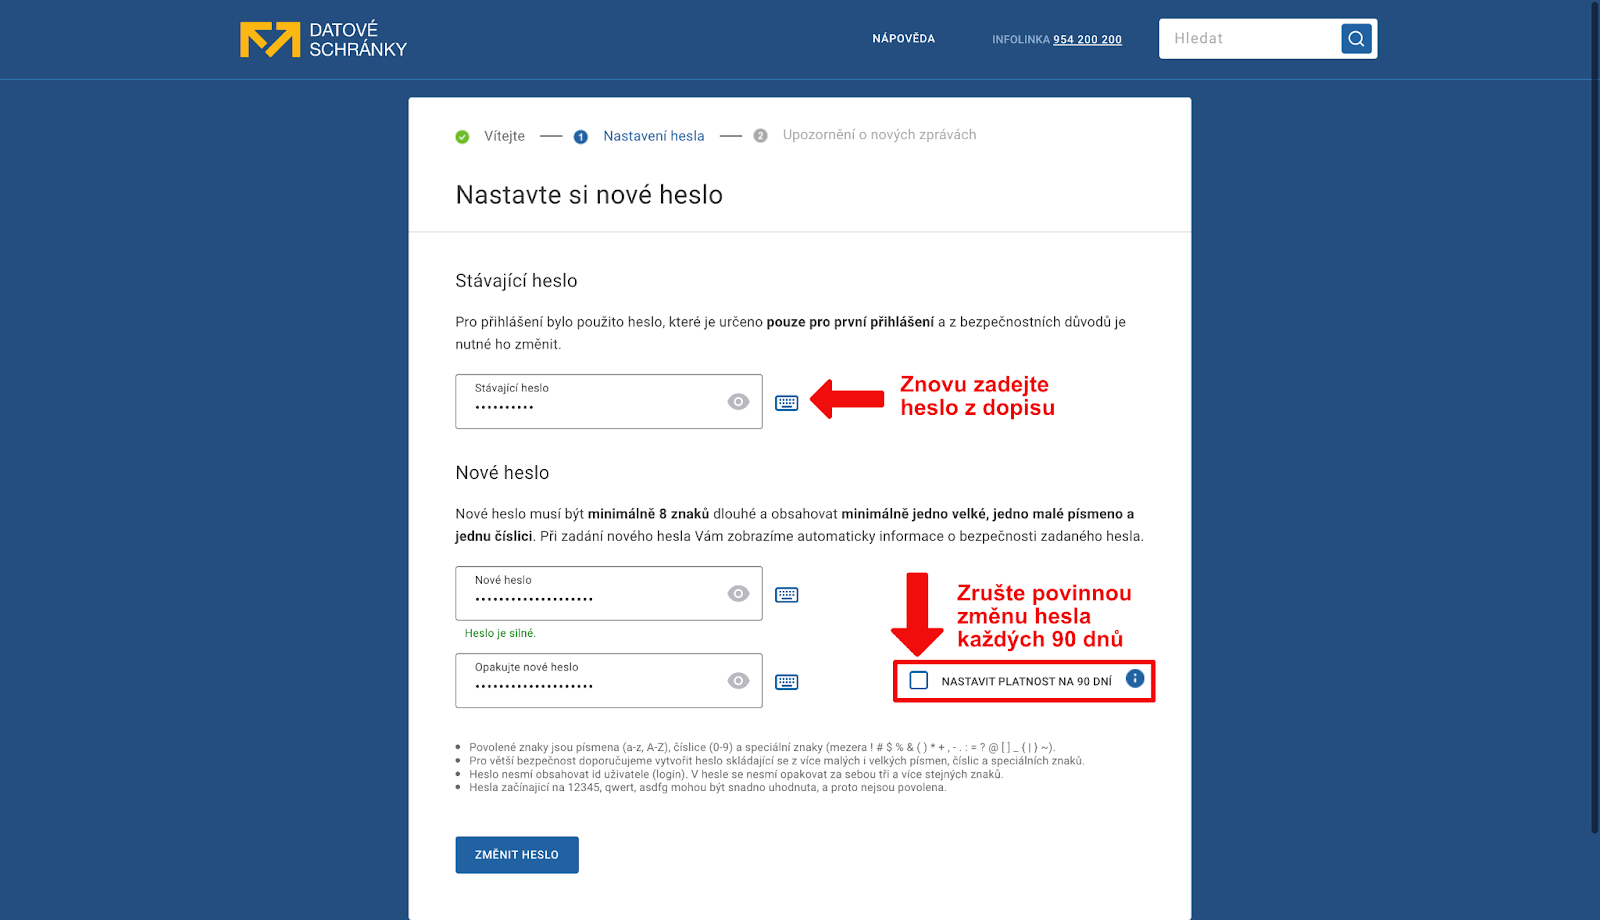 DATOVÉ
SCHRÁNKY
NÁPOVĚDA
INFOLINKA 954 200 200
Hledat
Vítejte
1 Nastavení hesla
2 Upozornění o nových zprávách
Nastavte si nové heslo
Stávající heslo
Pro přihlášení bylo použito heslo, které je určeno pouze pro první přihlášení a z bezpečnostních důvodů je
nutné ho změnit.
Stávající heslo
••••••••••
Znovu zadejte
heslo z dopisu
Nové heslo
Nové heslo musí být minimálně 8 znaků dlouhé a obsahovat minimálně jedno velké, jedno malé písmeno a
jednu číslici. Při zadání nového hesla Vám zobrazíme automaticky informace o bezpečnosti zadaného hesla.
Nové heslo
••••••••••••••••••••
Heslo je silné.
Zrušte povinnou
změnu hesla
každých 90 dnů
Opakujte nové heslo
••••••••••••••••••••
NASTAVIT PLATNOST NA 90 DNÍ
• Povolené znaky jsou písmena (a-z, A-Z), číslice (0-9) a speciální znaky (mezera ! # $ % & ( ) * + , - . : = ? @ [ ] _ { | } ~).
• Pro větší bezpečnost doporučujeme vytvořit heslo skládající se z více malých i velkých písmen, číslic a speciálních znaků.
• Heslo nesmí obsahovat id uživatele (login). V hesle se nesmí opakovat za sebou tři a více stejných znaků.
• Hesla začínajicí na 12345, qwert, asdfg mohou být snadno uhodnuta, a proto nejsou povolena.
ZMĚNIT HESLO